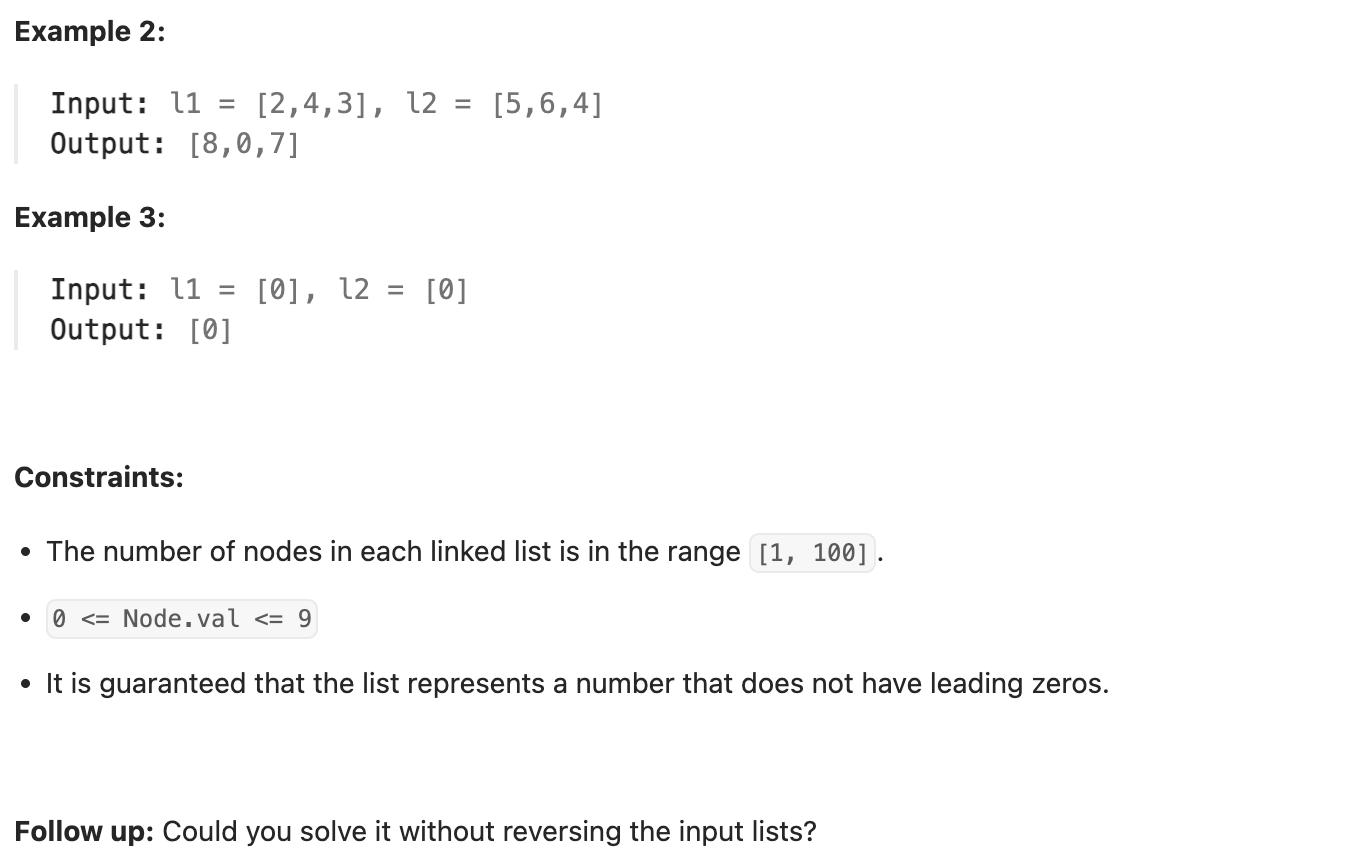 Example 2:
Input: l1 = [2,4,3], l2 = [5,6,4]
Output: [8,0,7]
Example 3:
Input: l1 = [0], l2 = [0]
Output: [0]
Constraints:
• The number of nodes in each linked list is in the range [1, 100].
• 0 <= Node.val <= 9
• It is guaranteed that the list represents a number that does not have leading zeros.
Follow up: Could you solve it without reversing the input lists?